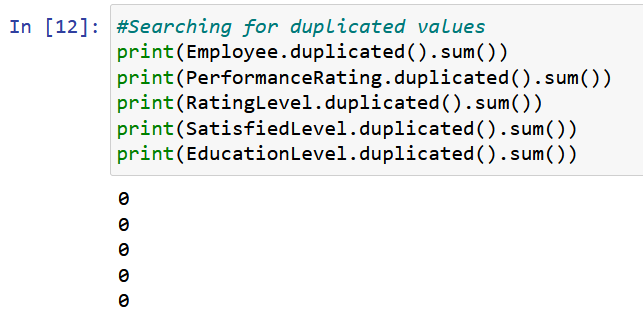 In [12]: #Searching for duplicated values
print(Employee.duplicated().sum())
print(PerformanceRating.duplicated().sum())
print(RatingLevel.duplicated().sum())
print(SatisfiedLevel.duplicated().sum())
print(EducationLevel.duplicated().sum())
0
0
0
0
0